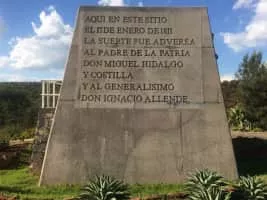 AQUI EN ESTE SITIO
EL 17 DE ENERO DE 1811
LA SUERTE FUE ADVERSA
AL PADRE DE LA PATRIA
DON MIGUEL HIDALGO
Y COSTILLA
Y AL GENERALISIMO
DON IGNACIO ALLENDE